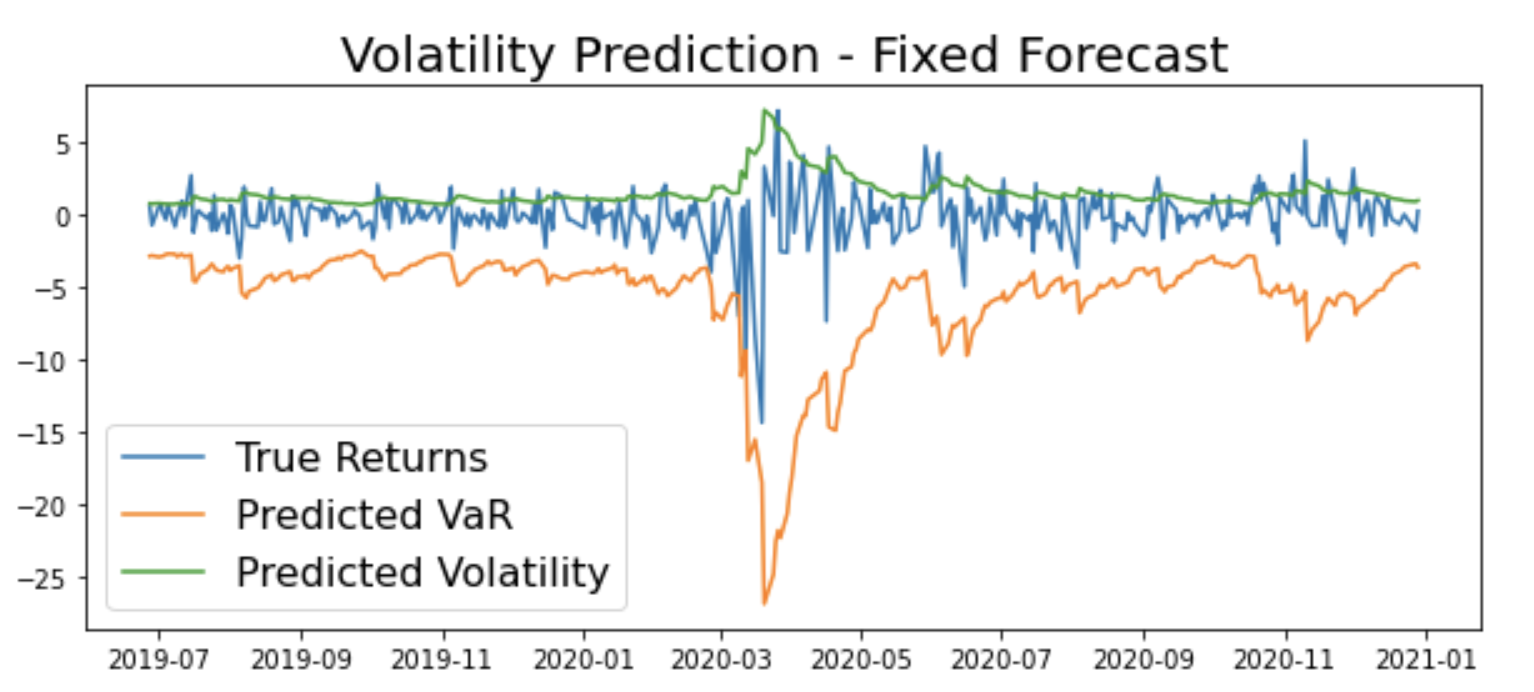 Volatility Prediction - Fixed Forecast
5
0
−5
−10
−15
−20
−25
True Returns
Predicted VaR
Predicted Volatility
2019-07 2019-09 2019-11 2020-01 2020-03 2020-05 2020-07 2020-09 2020-11 2021-01